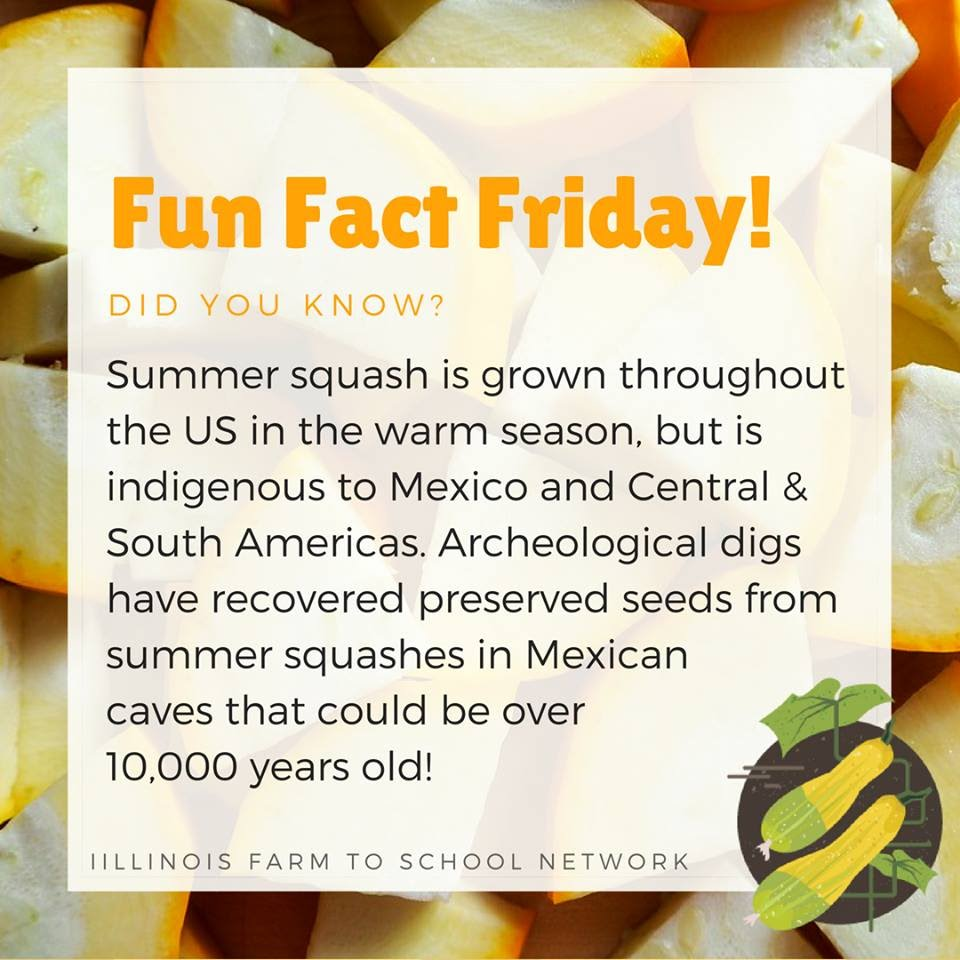 Fun Fact Friday!
DID YOU KNOW?
Summer squash is grown throughout
the US in the warm season, but is
indigenous to Mexico and Central &
South Americas. Archeological digs
have recovered preserved seeds from
summer squashes in Mexican
caves that could be over
10,000 years old!
IILLINOIS FARM TO SCHOOL NETWORK